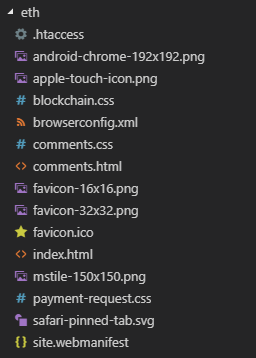 eth
.htaccess
android-chrome-192x192.png
apple-touch-icon.png
blockchain.css
browserconfig.xml
comments.css
comments.html
favicon-16x16.png
favicon-32x32.png
favicon.ico
index.html
mstile-150x150.png
payment-request.css
safari-pinned-tab.svg
site.webmanifest